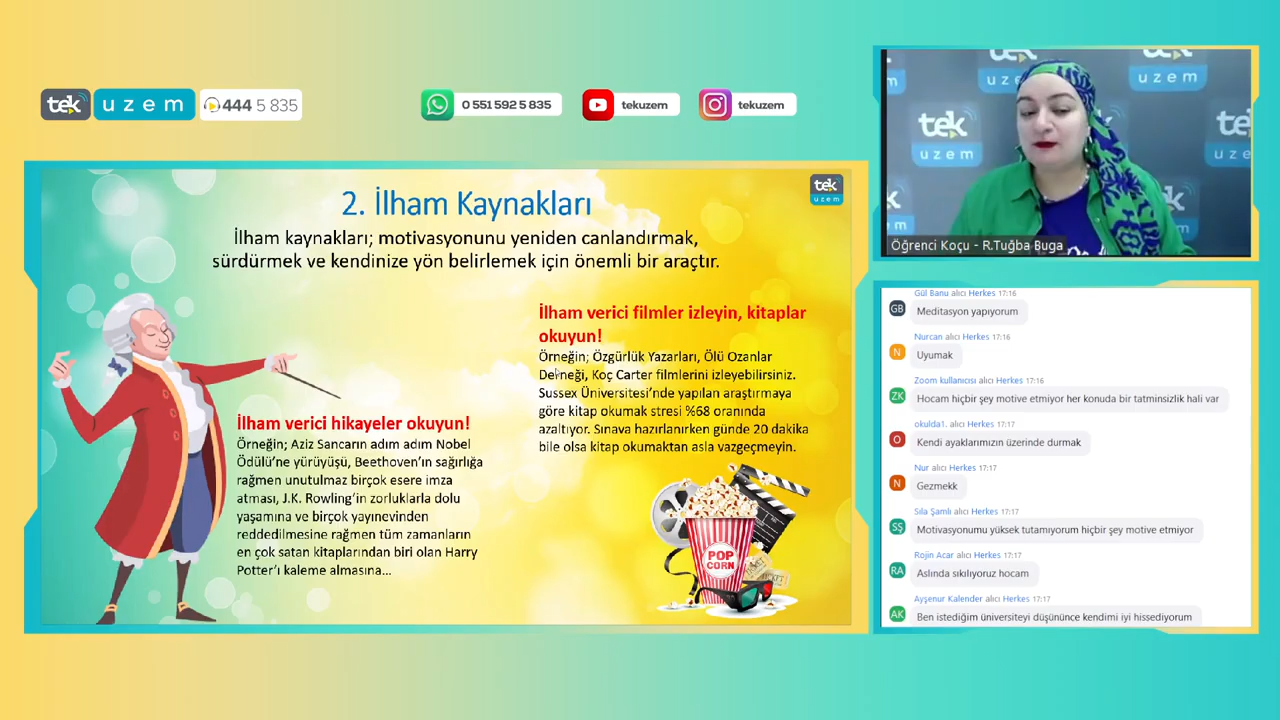 tek
uzem
444 5 835
0 551 592 5 835
tekuzem
tekuzem
tek
uzem
2. İlham Kaynakları
İlham kaynakları; motivasyonunu yeniden canlandırmak,
sürdürmek ve kendinize yön belirlemek için önemli bir araçtır.
İlham verici hikayeler okuyun!
Örneğin; Aziz Sancarın adım adım Nobel
Ödülü’ne yürüyüşü, Beethoven’ın sağırlığa
rağmen unutulmaz birçok esere imza
atması, J.K. Rowling’in zorluklarla dolu
yaşamına ve birçok yayınevinden
reddedilmesine rağmen tüm zamanların
en çok satan kitaplarından biri olan Harry
Potter’ı kaleme almasına...
İlham verici filmler izleyin, kitaplar
okuyun!
Örneğin; Özgürlük Yazarları, Ölü Ozanlar
Derneği, Koç Carter filmlerini izleyebilirsiniz.
Sussex Üniversitesi’nde yapılan araştırmaya
göre kitap okumak stresi %68 oranında
azaltıyor. Sınava hazırlanırken günde 20 dakika
bile olsa kitap okumaktan asla vazgeçmeyin.
POP
CORN
TICKET
tek
uzem
Öğrenci Koçu - R.Tuğba Buga
Gül Banu alıcı Herkes 17:16
GB
Meditasyon yapıyorum
Nurcan alıcı Herkes 17:16
N
Uyumak
Zoom kullanıcısı alıcı Herkes 17:16
ZK
Hocam hiçbir şey motive etmiyor her konuda bir tatminsizlik hali var
okulda1. alıcı Herkes 17:17
O
Kendi ayaklarımızın üzerinde durmak
Nur alıcı Herkes 17:17
N
Gezmekk
Sıla Şamlı alıcı Herkes 17:17
SŞ
Motivasyonumu yüksek tutamıyorum hiçbir şey motive etmiyor
Rojin Acar alıcı Herkes 17:17
RA
Aslında sıkılıyoruz hocam
Ayşenur Kalender alıcı Herkes 17:17
AK
Ben istediğim üniversiteyi düşününce kendimi iyi hissediyorum